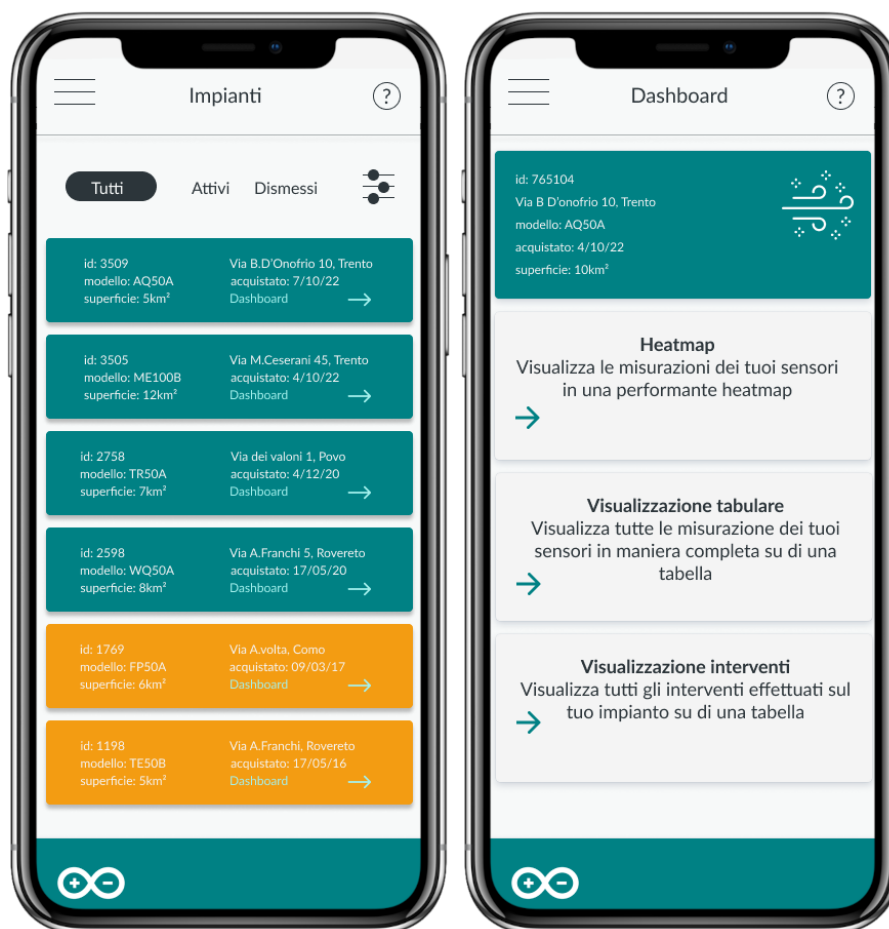 Impianti
?
Tutti
Attivi
Dismessi
id: 3509
modello: AQ50A
superficie: 5km²
Via B.D'Onofrio 10, Trento
acquistato: 7/10/22
Dashboard
id: 3505
modello: ME100B
superficie: 12km²
Via M.Ceserani 45, Trento
acquistato: 4/10/22
Dashboard
id: 2758
modello: TR50A
superficie: 7km²
Via dei valoni 1, Povo
acquistato: 4/12/20
Dashboard
id: 2598
modello: WQ50A
superficie: 8km²
Via A.Franchi 5, Rovereto
acquistato: 17/05/20
Dashboard
id: 1769
modello: FP50A
superficie: 6km²
Via A.volta, Como
acquistato: 09/03/17
Dashboard
id: 1198
modello: TE50B
superficie: 5km²
Via A.Franchi, Rovereto
acquistato: 17/05/16
Dashboard
Dashboard
?
id: 765104
Via B D'onofrio 10, Trento
modello: AQ50A
acquistato: 4/10/22
superficie: 10km²
Heatmap
Visualizza le misurazioni dei tuoi sensori
in una performante heatmap
Visualizzazione tabulare
Visualizza tutte le misurazione dei tuoi
sensori in maniera completa su di una
tabella
Visualizzazione interventi
Visualizza tutti gli interventi effettuati sul
tuo impianto su di una tabella